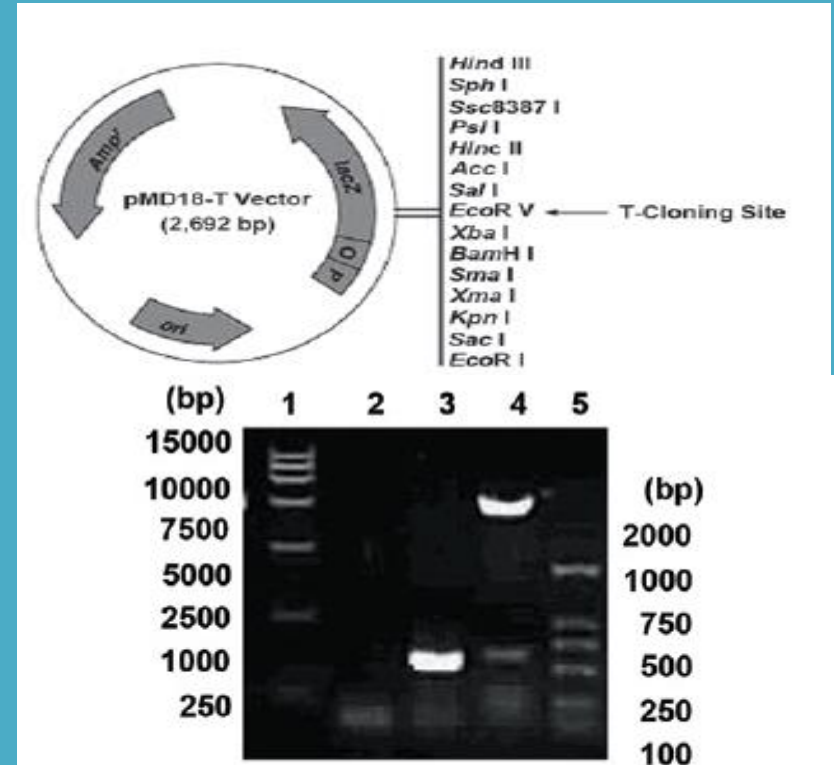 Hind III
Sph I
Ssc8387 I
Psl I
Hinc II
Acc I
Sal I
EcoR V
T-Cloning Site
Xba I
BamH I
Sma I
Xma I
Kpn I
Sac I
EcoR I
Ampʳ
lacZ
O
P
ori
pMD18-T Vector
(2,692 bp)
(bp) 1 2 3 4 5
15000
10000
7500
5000
2500
1000
250
(bp)
2000
1000
750
500
250
100